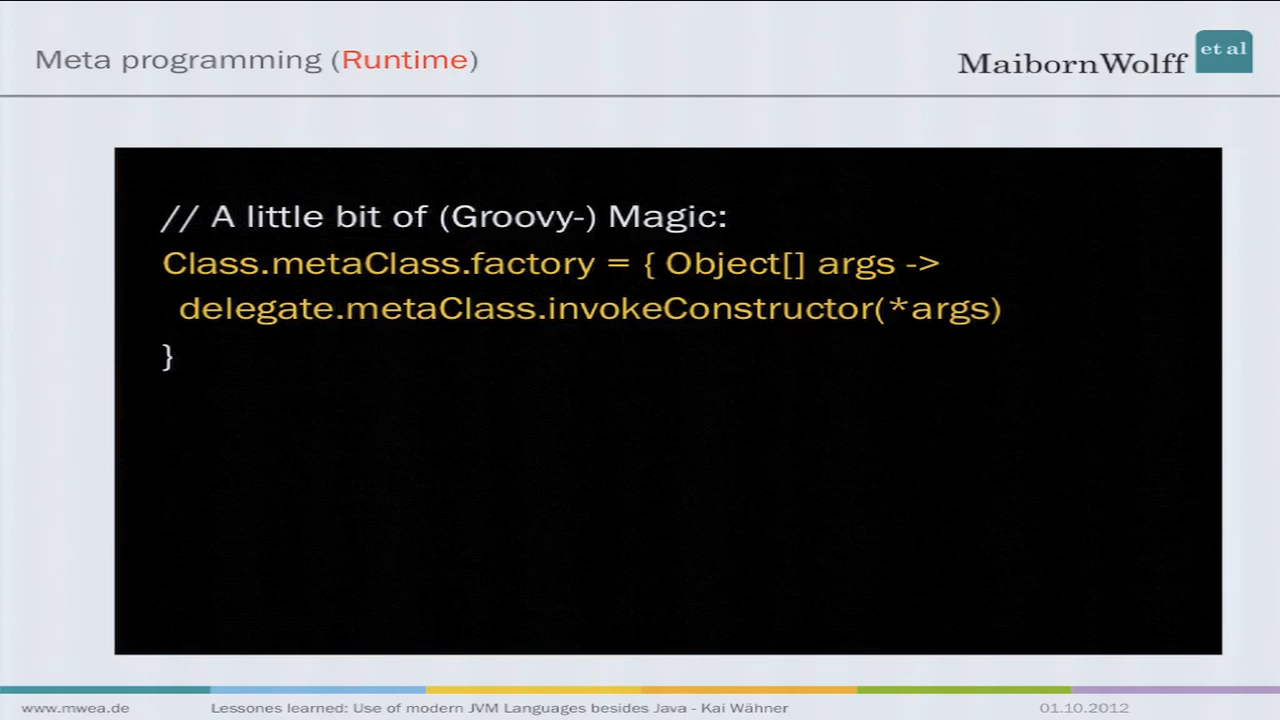 Meta programming (Runtime)
MaibornWolff et al
// A little bit of (Groovy-) Magic:
Class.metaClass.factory = { Object[] args ->
delegate.metaClass.invokeConstructor(*args)
}
www.mwea.de
Lessones learned: Use of modern JVM Languages besides Java - Kai Wähner
01.10.2012